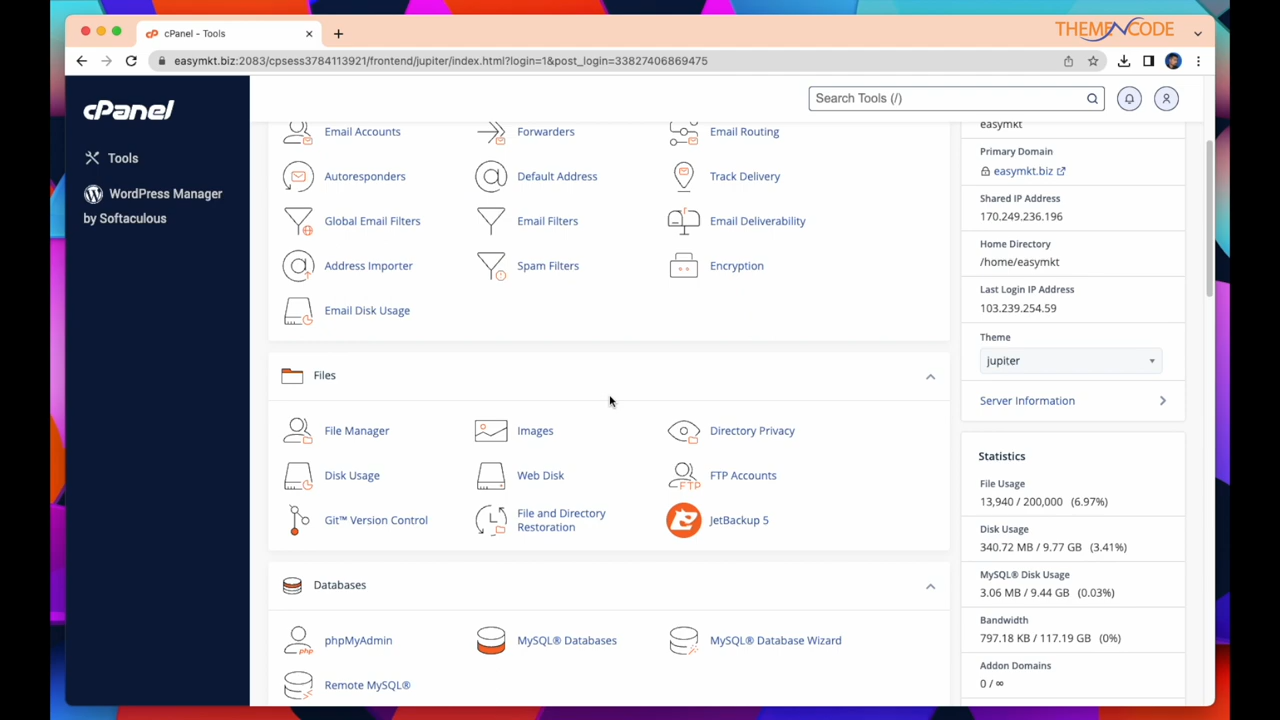 cPanel - Tools
THEMENCODE
easymkt.biz:2083/cpsess3784113921/frontend/jupiter/index.html?login=1&post_login=33827406869475
cPanel
Search Tools (/)
Tools
WordPress Manager
by Softaculous
Email Accounts
Forwarders
Email Routing
Autoresponders
Default Address
Track Delivery
Global Email Filters
Email Filters
Email Deliverability
Address Importer
Spam Filters
Encryption
Email Disk Usage
Files
File Manager
Images
Directory Privacy
Disk Usage
Web Disk
FTP
FTP Accounts
Git™ Version Control
File and Directory
Restoration
JetBackup 5
Databases
php
phpMyAdmin
MySQL® Databases
MySQL® Database Wizard
Remote MySQL®
easymkt
Primary Domain
easymkt.biz
Shared IP Address
170.249.236.196
Home Directory
/home/easymkt
Last Login IP Address
103.239.254.59
Theme
jupiter
Server Information
Statistics
File Usage
13,940 / 200,000 (6.97%)
Disk Usage
340.72 MB / 9.77 GB (3.41%)
MySQL® Disk Usage
3.06 MB / 9.44 GB (0.03%)
Bandwidth
797.18 KB / 117.19 GB (0%)
Addon Domains
0 / ∞